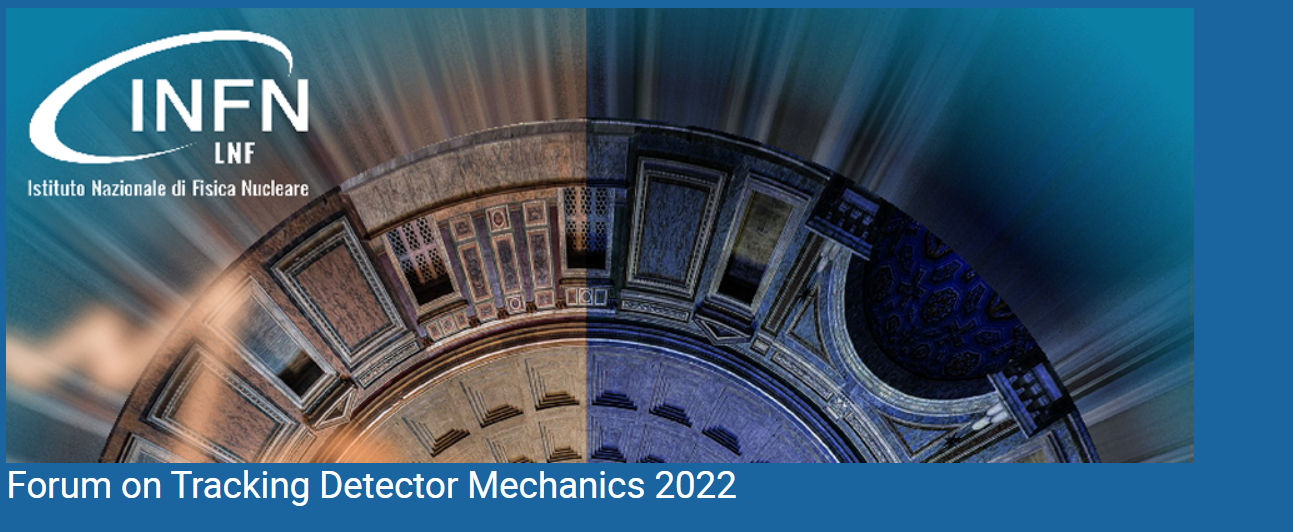 INFN
LNF
Istituto Nazionale di Fisica Nucleare
Forum on Tracking Detector Mechanics 2022